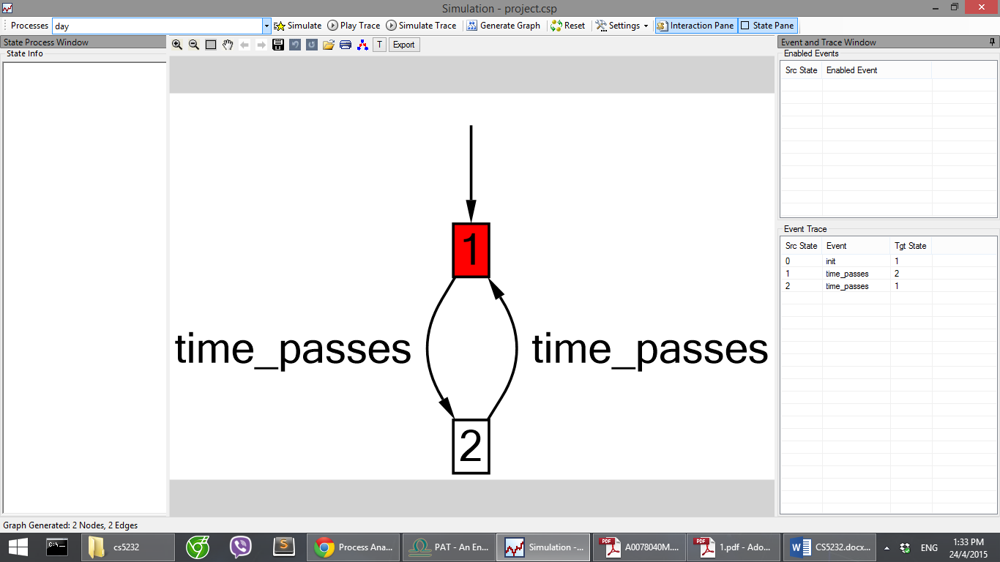 Simulation - project.csp
Processes day Simulate Play Trace Simulate Trace Generate Graph Reset Settings Interaction Pane State Pane
State Process Window
State Info
T Export
Event and Trace Window
Enabled Events
Src State Enabled Event
1
time_passes time_passes
2
Event Trace
Src State Event Tgt State
0 init 1
1 time_passes 2
2 time_passes 1
Graph Generated: 2 Nodes, 2 Edges
C:\_ cs5232 S Process Ana... PAT - An En... Simulation -... PDF A0078040M.... PDF 1.pdf - Ado... W CS5232.docx... ENG 1:33 PM
24/4/2015